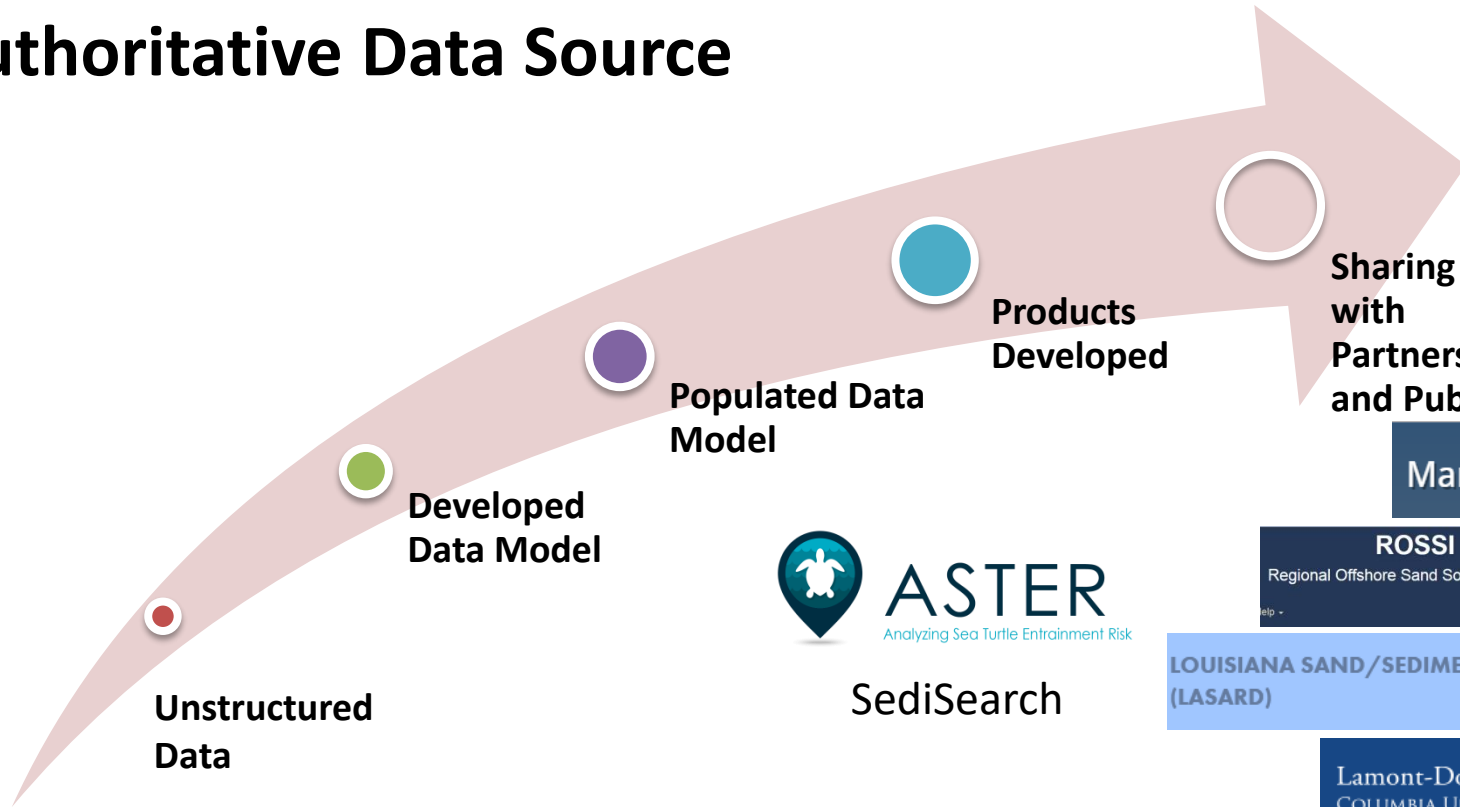 uthoritative Data Source
Sharing
with
Partners
and Pub
Products
Developed
Populated Data
Model
Developed
Data Model
Unstructured
Data
ASTER
Analyzing Sea Turtle Entrainment Risk
SediSearch
Mar
ROSSI
Regional Offshore Sand So
elp
LOUISIANA SAND/SEDIME
(LASARD)
Lamont-Do
COLUMBIA U